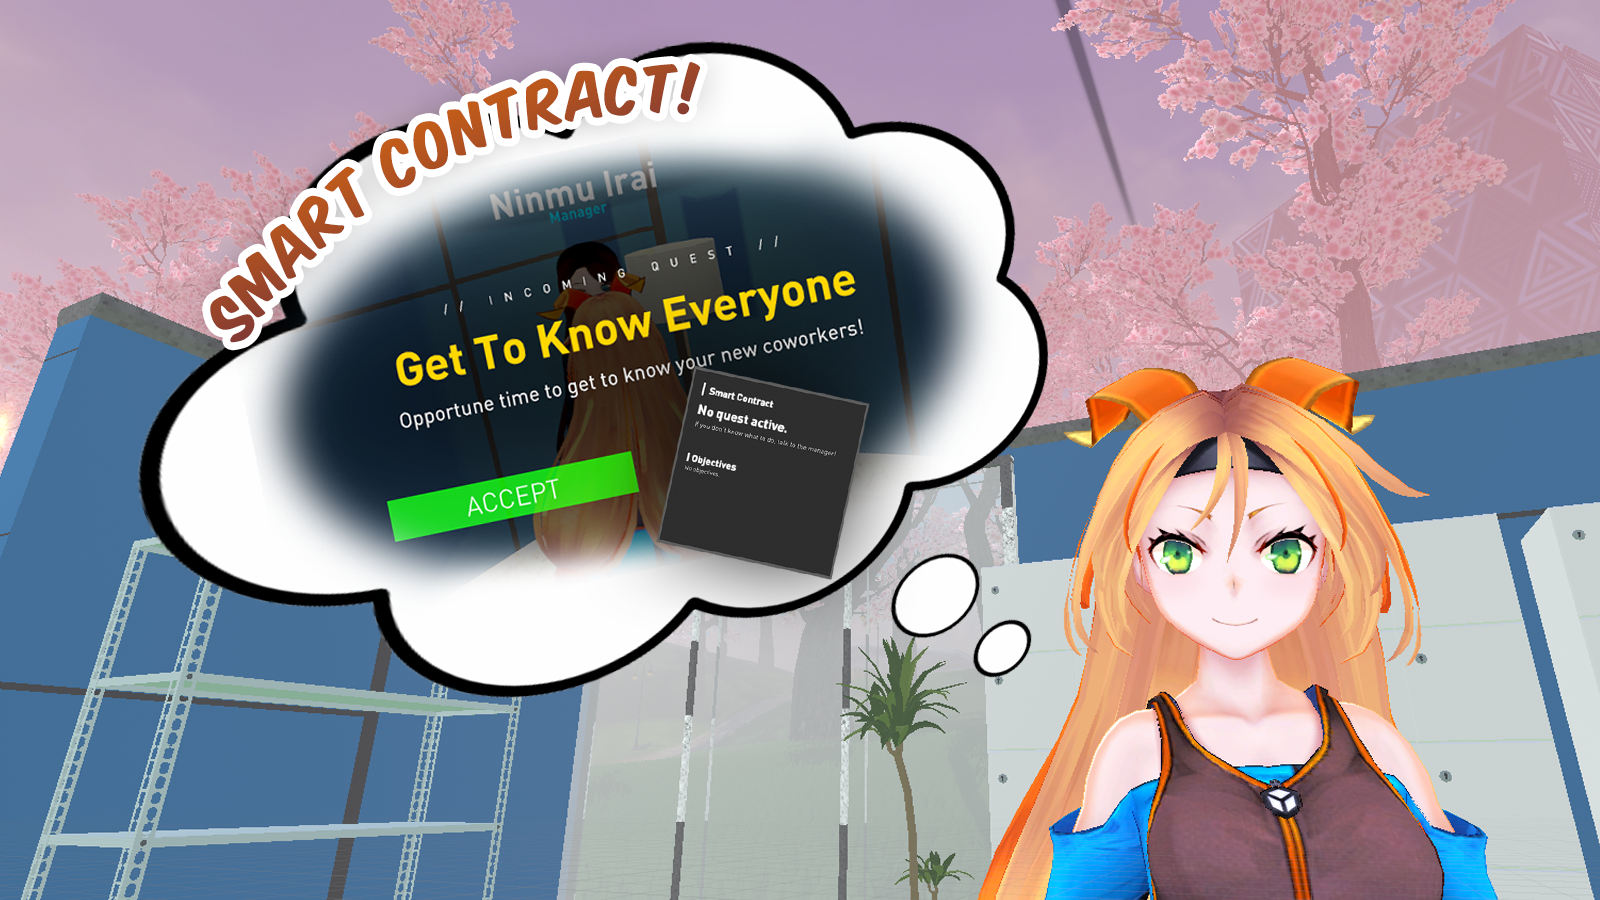 SMART CONTRACT!
Ninmu Irai
Manager
// INCOMING QUEST //
Get To Know Everyone
Opportune time to get to know your new coworkers!
ACCEPT
Smart Contract
No quest active.
If you don't know what to do, talk to the manager!
Objectives
No objectives.